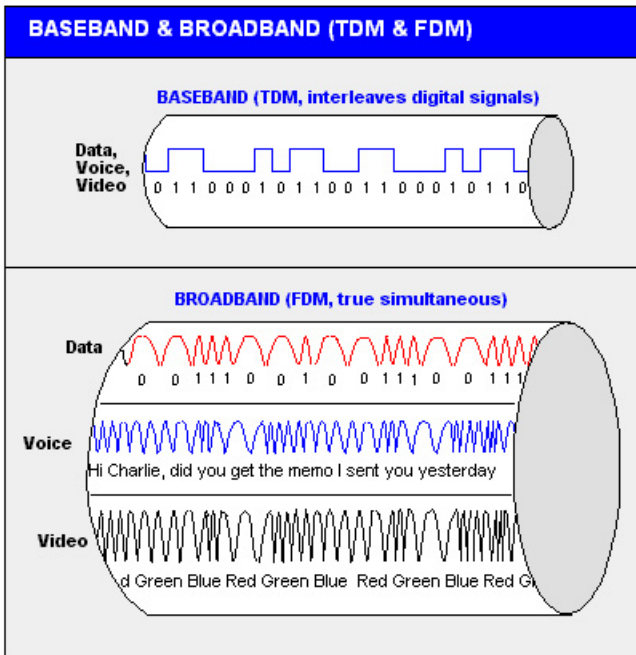 BASEBAND & BROADBAND (TDM & FDM)
BASEBAND (TDM, interleaves digital signals)
Data,
Voice,
Video
0 1 1 0 0 0 1 0 1 1 0 0 1 1 0 0 0 1 0 1 1 0
BROADBAND (FDM, true simultaneous)
Data
0 0 1 1 1 0 0 1 0 0 1 1 1 0 0 1 1 1
Voice
Hi Charlie, did you get the memo I sent you yesterday
Video
d Green Blue Red Green Blue Red Green Blue Red G